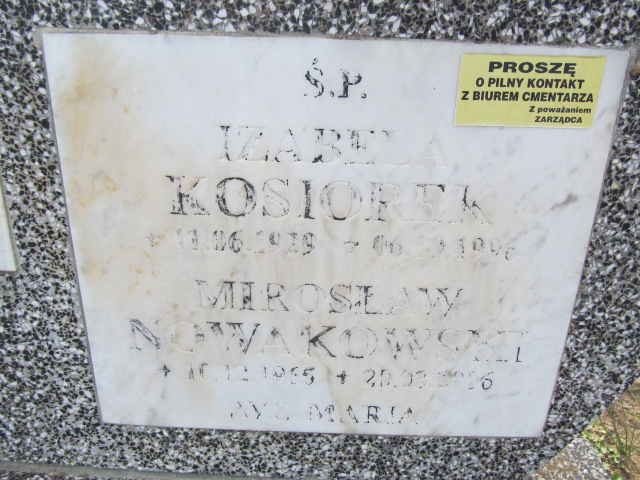 Ś.P.
PROSZĘ
O PILNY KONTAKT
Z BIUREM CMENTARZA
Z poważaniem
ZARZĄDCA
IZABELA
KOSIOREK
MIROSŁAW
NOWAKOWSKI
AVE MARIA